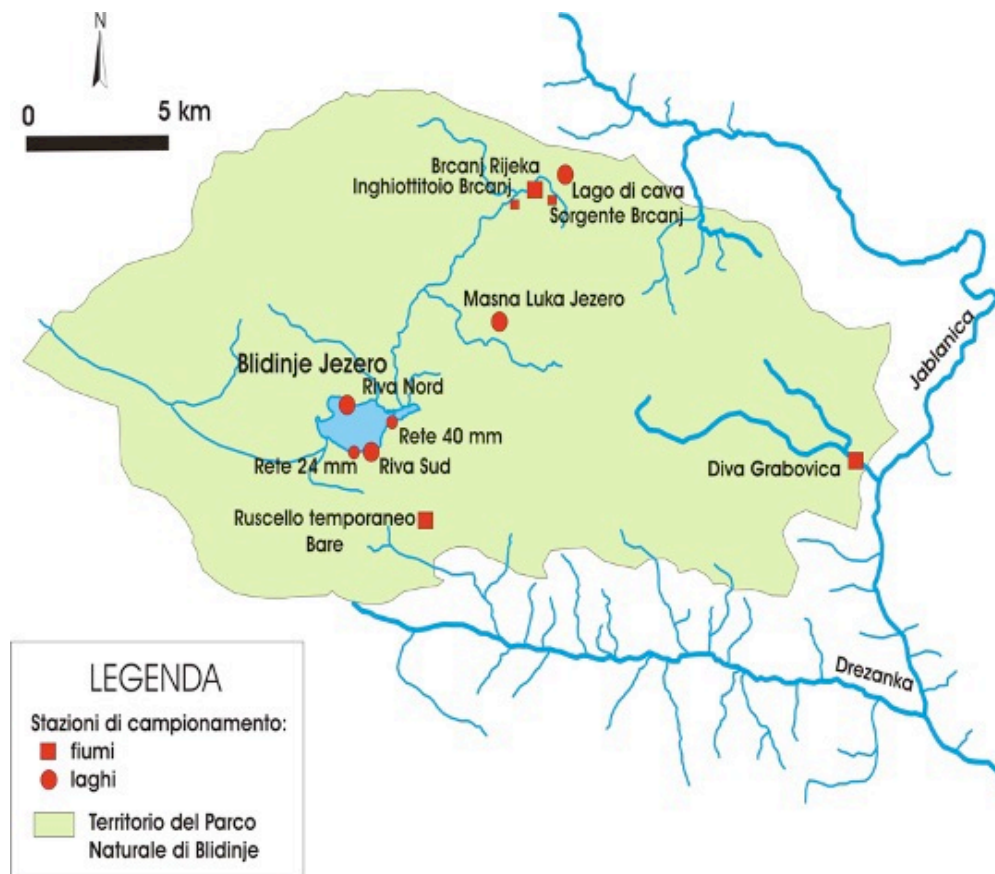 N
0 5 km
Brcanj Rijeka
Inghiottitoio Brcanj
Lago di cava
Sorgente Brcanj
Masna Luka Jezero
Jablanica
Blidinje Jezero
Riva Nord
Rete 40 mm
Rete 24 mm
Riva Sud
Diva Grabovica
Ruscello temporaneo
Bare
Drezanka
LEGENDA
Stazioni di campionamento:
fiumi
laghi
Territorio del Parco
Naturale di Blidinje